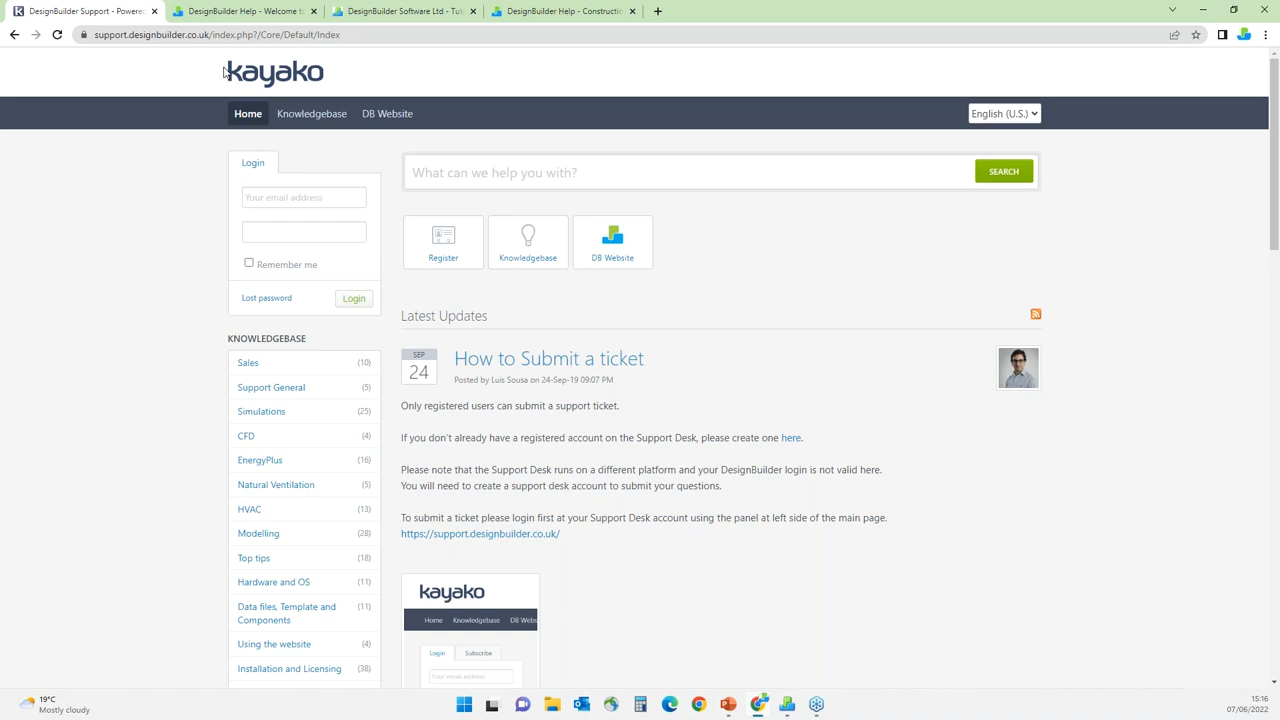 DesignBuilder Support - Power
DesignBuilder Help - Welcome to
DesignBuilder Software Ltd - Tut
DesignBuilder Help - Constructio
support.designbuilder.co.uk/index.php?/Core/Default/Index
kayako
Home Knowledgebase DB Website English (U.S.)
Login
What can we help you with? SEARCH
Your email address
Remember me
Lost password Login
Register Knowledgebase DB Website
KNOWLEDGEBASE
Sales (10)
Support General (5)
Simulations (25)
CFD (4)
EnergyPlus (16)
Natural Ventilation (5)
HVAC (13)
Modelling (28)
Top tips (18)
Hardware and OS (11)
Data files, Template and (11)
Components
Using the website (4)
Installation and Licensing (38)
Latest Updates
SEP
24
How to Submit a ticket
Posted by Luis Sousa on 24-Sep-19 09:07 PM
Only registered users can submit a support ticket.
If you don't already have a registered account on the Support Desk, please create one here.
Please note that the Support Desk runs on a different platform and your DesignBuilder login is not valid here.
You will need to create a support desk account to submit your questions.
To submit a ticket please login first at your Support Desk account using the panel at left side of the main page.
https://support.designbuilder.co.uk/
kayako
Home Knowledgebase DB Webs
Login Subscribe
Your email address
19°C
Mostly cloudy
15:16
07/06/2022